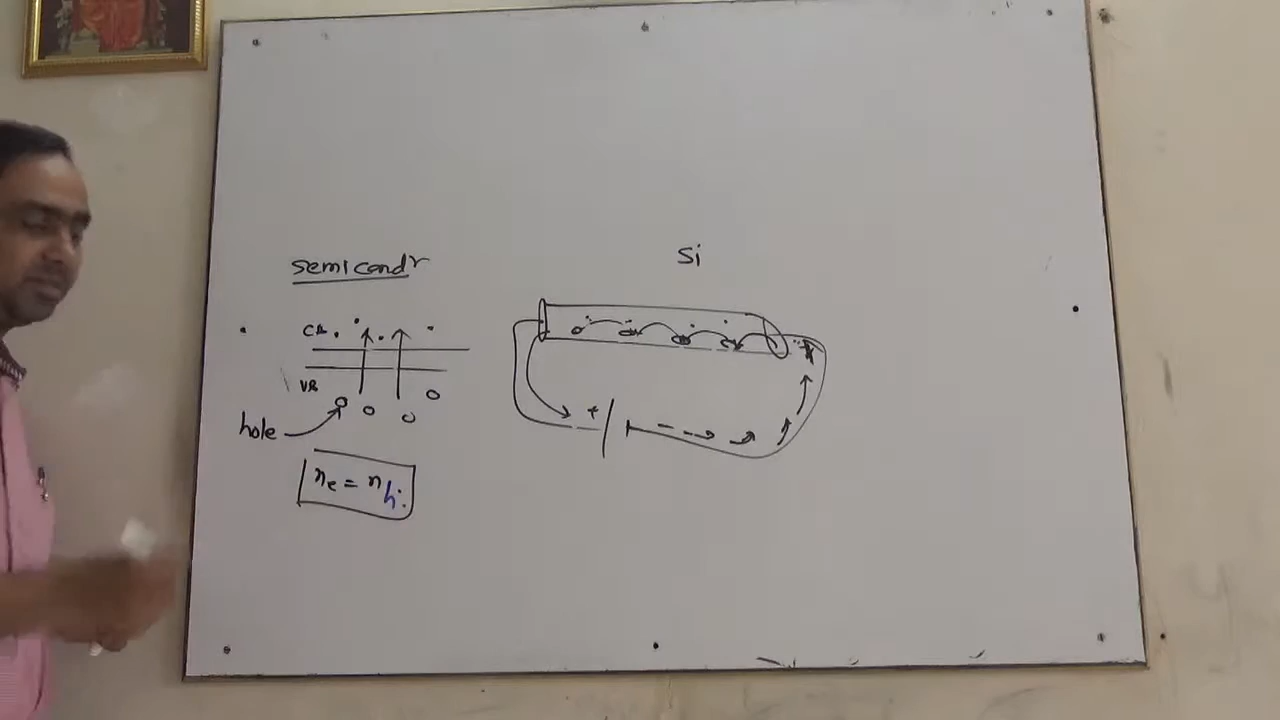 semicondr
Si
CB
VB
hole
+
ne = nh